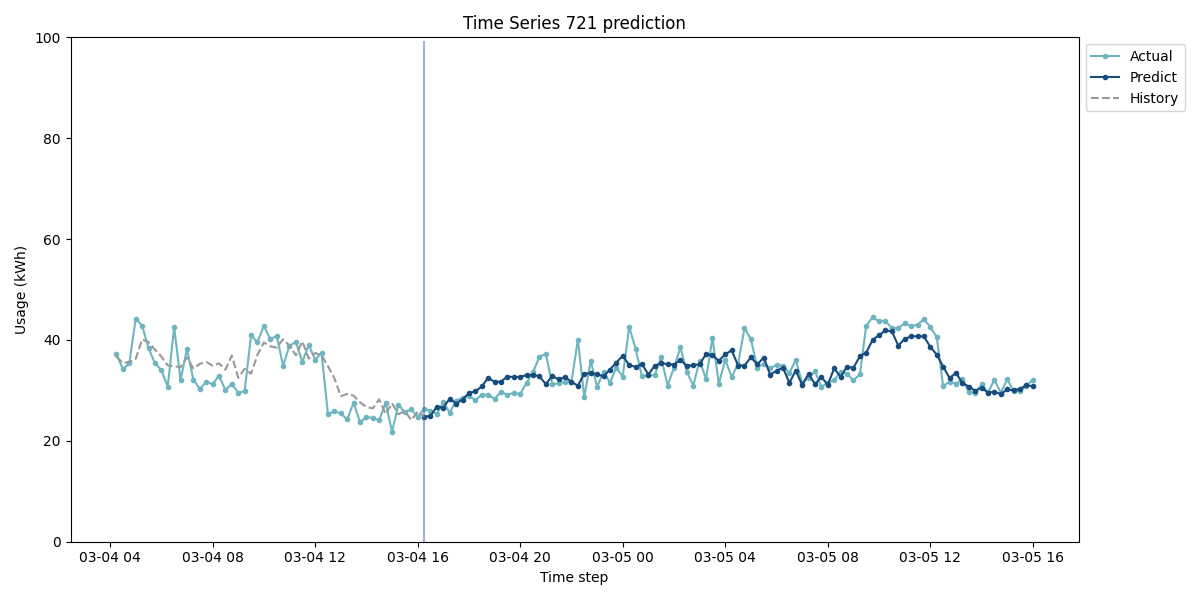 Time Series 721 prediction
Actual
Predict
History
Usage (kWh)
100
80
60
40
20
0
03-04 04
03-04 08
03-04 12
03-04 16
03-04 20
03-05 00
03-05 04
03-05 08
03-05 12
03-05 16
Time step